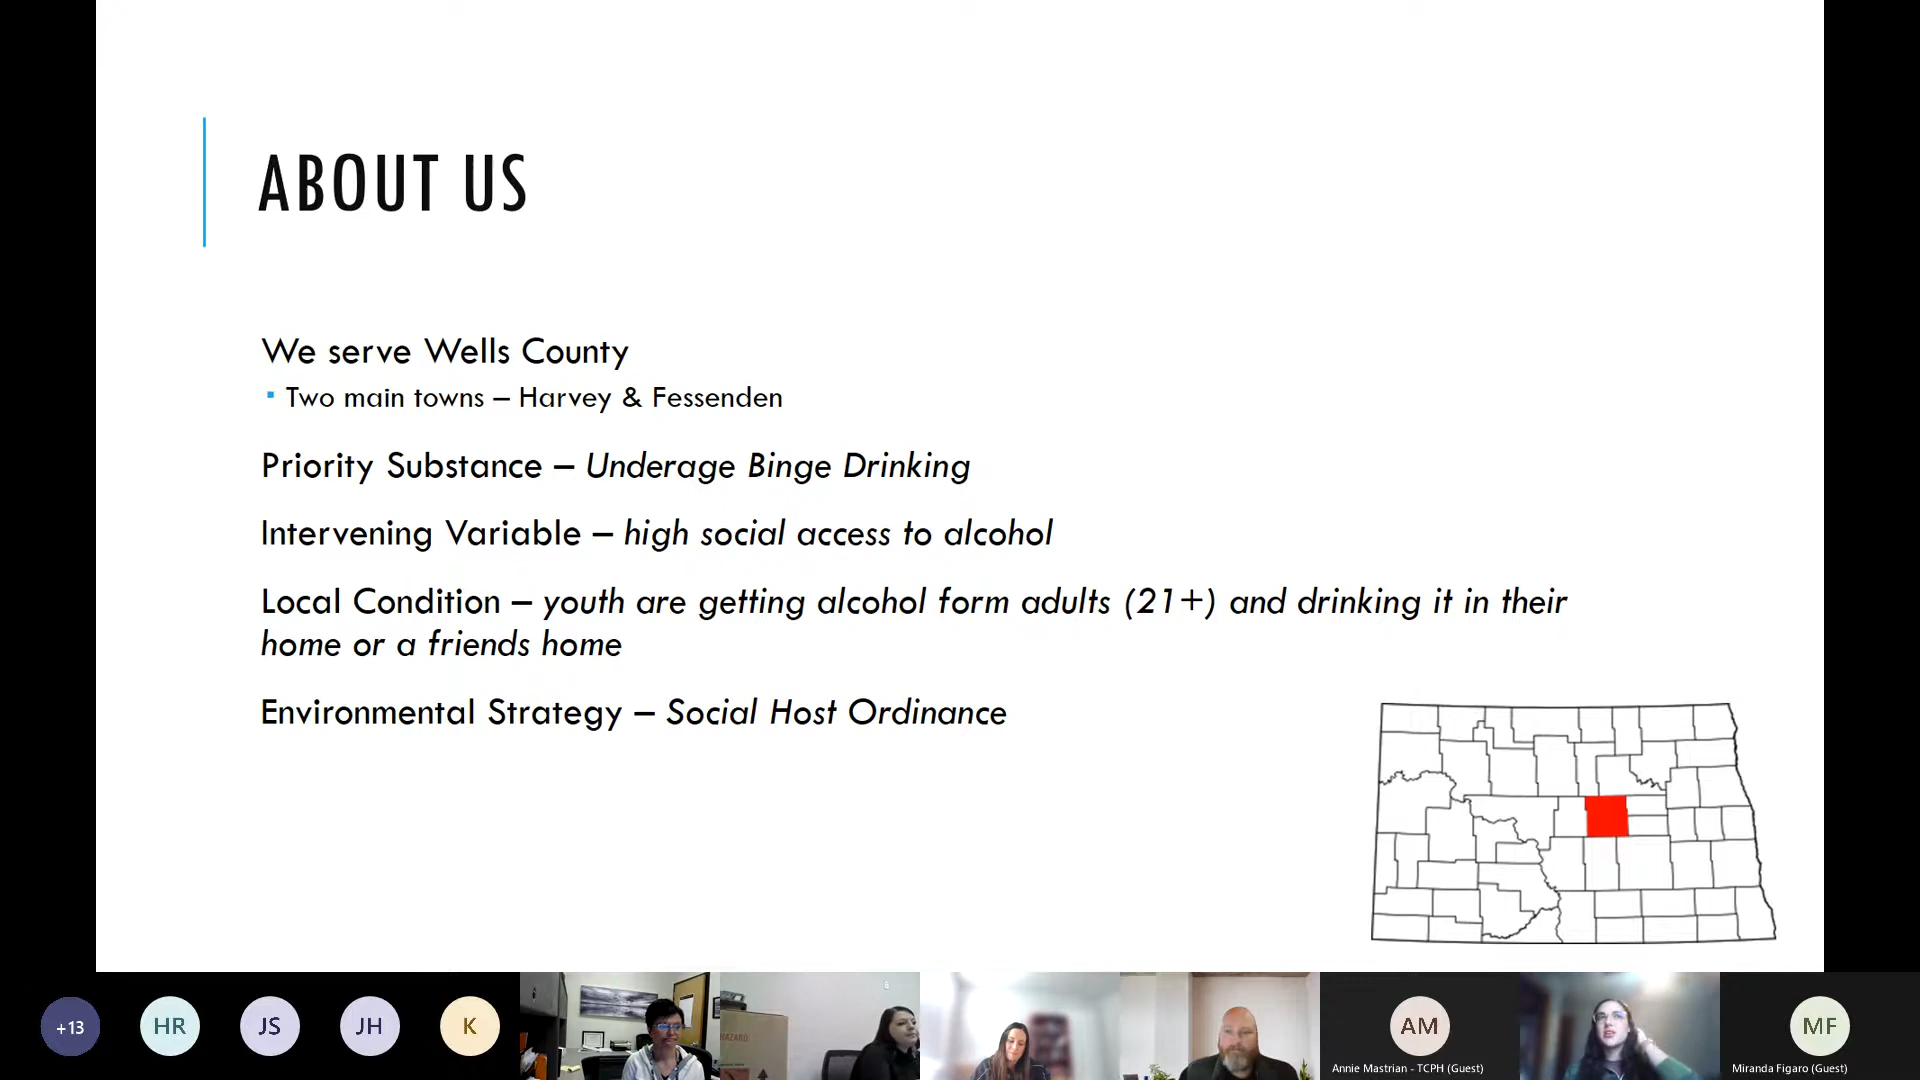 ABOUT US
We serve Wells County
▪ Two main towns – Harvey & Fessenden
Priority Substance – Underage Binge Drinking
Intervening Variable – high social access to alcohol
Local Condition – youth are getting alcohol form adults (21+) and drinking it in their
home or a friends home
Environmental Strategy – Social Host Ordinance
+13
HR
JS
JH
K
HAZARD
AM
Annie Mastrian - TCPH (Guest)
MF
Miranda Figaro (Guest)